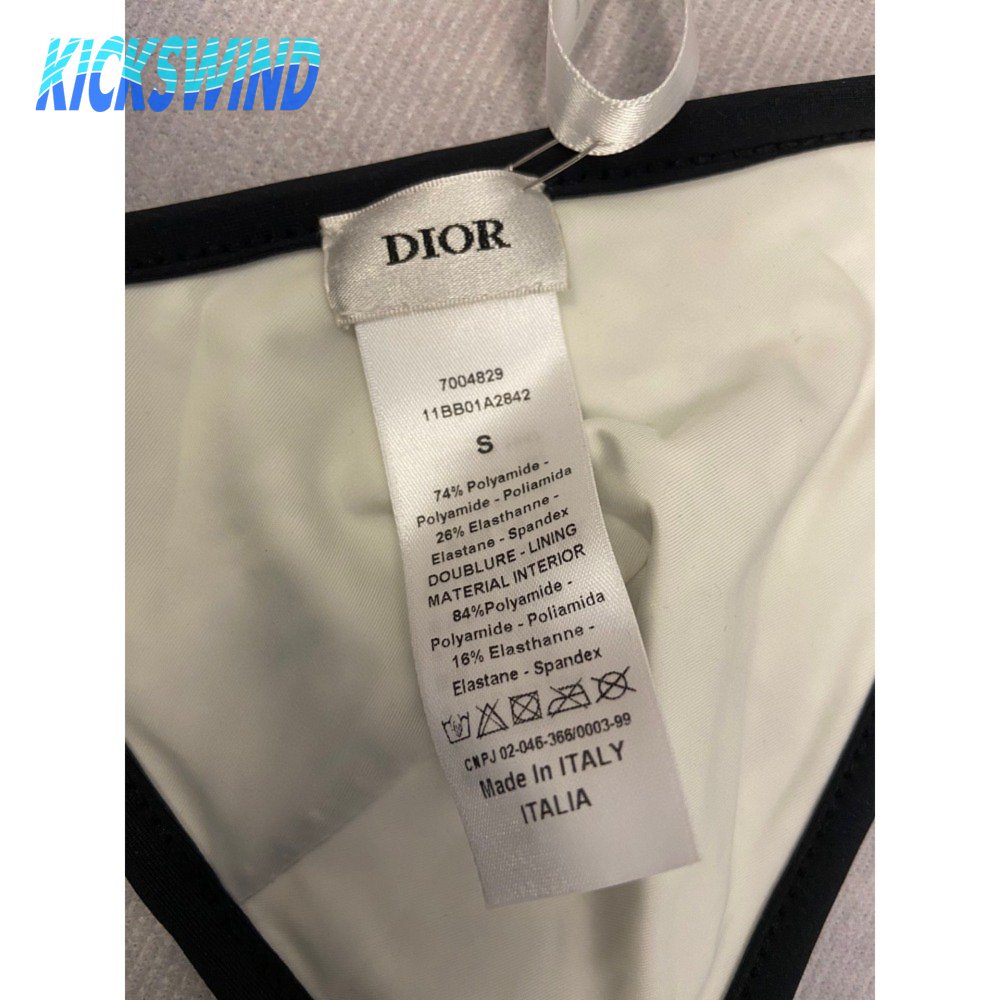 KICKSWIND
DIOR
7004829
11BB01A2842
S
74% Polyamide -
Polyamide - Poliamida
26% Elasthanne -
Elastane - Spandex
DOUBLURE - LINING
MATERIAL INTERIOR
84%Polyamide -
Polyamide - Poliamida
16% Elasthanne -
Elastane - Spandex
CNPJ 02-046-366/0003-99
Made In ITALY
ITALIA